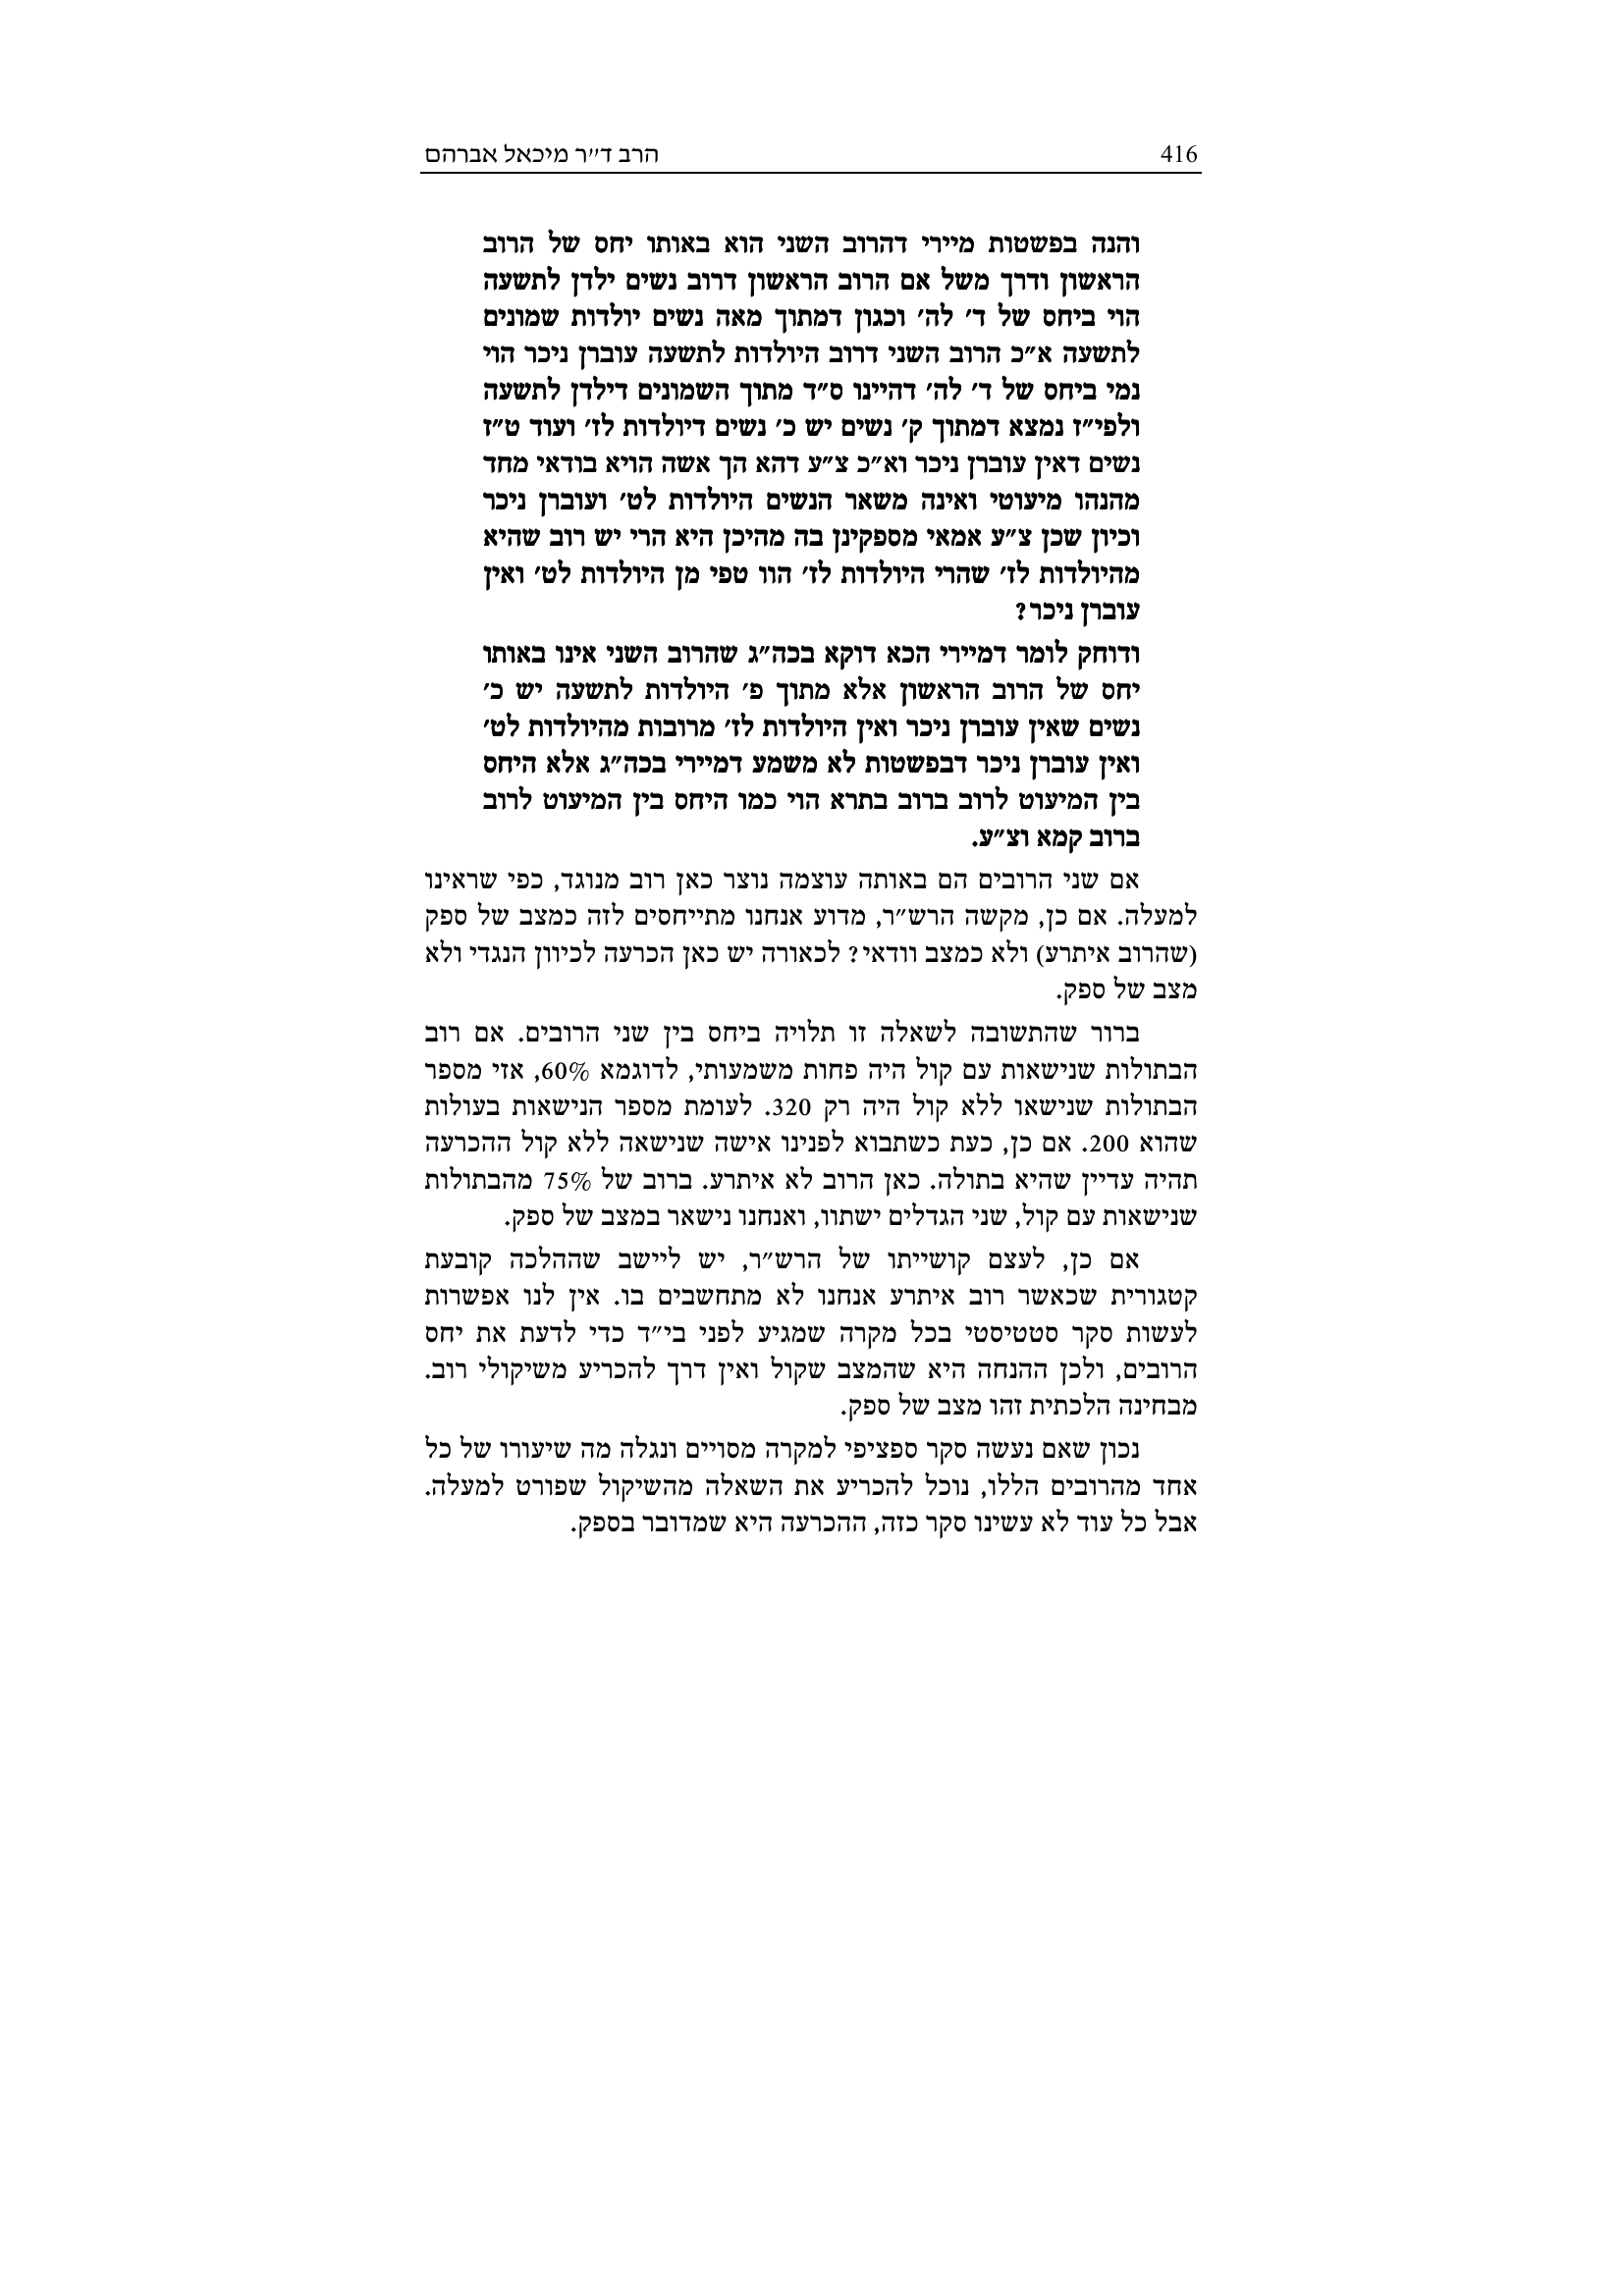 416 הרב ד״ר מיכאל אברהם
והנה בפשטות מיירי דהרוב השני הוא באותו יחס של הרוב
הראשון ודרך משל אם הרוב הראשון דרוב נשים ילדן לתשעה
הוי ביחס של ד׳ לה׳ וכגון דמתוך מאה נשים יולדות שמונים
לתשעה א״כ הרוב השני דרוב היולדות לתשעה עוברן ניכר הוי
נמי ביחס של ד׳ לה׳ דהיינו ס״ד מתוך השמונים דילדן לתשעה
ולפי״ז נמצא דמתוך ק׳ נשים יש כ׳ נשים דיולדות לז׳ ועוד ט״ז
נשים דאין עוברן ניכר וא״כ צ״ע דהא הך אשה הויא בודאי מחד
מהנהו מיעוטי ואינה משאר הנשים היולדות לט׳ ועוברן ניכר
וכיון שכן צ״ע אמאי מספקינן בה מהיכן היא הרי יש רוב שהיא
מהיולדות לז׳ שהרי היולדות לז׳ הוו טפי מן היולדות לט׳ ואין
עוברן ניכר?
ודוחק לומר דמיירי הכא דוקא בכה״ג שהרוב השני אינו באותו
יחס של הרוב הראשון אלא מתוך פ׳ היולדות לתשעה יש כ׳
נשים שאין עוברן ניכר ואין היולדות לז׳ מרובות מהיולדות לט׳
ואין עוברן ניכר דבפשטות לא משמע דמיירי בכה״ג אלא היחס
בין המיעוט לרוב ברוב בתרא הוי כמו היחס בין המיעוט לרוב
ברוב קמא וצ״ע.
אם שני הרובים הם באותה עוצמה נוצר כאן רוב מנוגד, כפי שראינו
למעלה. אם כן, מקשה הרש״ר, מדוע אנחנו מתייחסים לזה כמצב של ספק
(שהרוב איתרע) ולא כמצב וודאי? לכאורה יש כאן הכרעה לכיוון הנגדי ולא
מצב של ספק.
ברור שהתשובה לשאלה זו תלויה ביחס בין שני הרובים. אם רוב
הבתולות שנישאות עם קול היה פחות משמעותי, לדוגמא 60%, אזי מספר
הבתולות שנישאו ללא קול היה רק 320. לעומת מספר הנישאות בעולות
שהוא 200. אם כן, כעת כשתבוא לפנינו אישה שנישאה ללא קול ההכרעה
תהיה עדיין שהיא בתולה. כאן הרוב לא איתרע. ברוב של 75% מהבתולות
שנישאות עם קול, שני הגדלים ישתוו, ואנחנו נישאר במצב של ספק.
אם כן, לעצם קושייתו של הרש״ר, יש ליישב שההלכה קובעת
קטגורית שכאשר רוב איתרע אנחנו לא מתחשבים בו. אין לנו אפשרות
לעשות סקר סטטיסטי בכל מקרה שמגיע לפני בי״ד כדי לדעת את יחס
הרובים, ולכן ההנחה היא שהמצב שקול ואין דרך להכריע משיקולי רוב.
מבחינה הלכתית זהו מצב של ספק.
נכון שאם נעשה סקר ספציפי למקרה מסויים ונגלה מה שיעורו של כל
אחד מהרובים הללו, נוכל להכריע את השאלה מהשיקול שפורט למעלה.
אבל כל עוד לא עשינו סקר כזה, ההכרעה היא שמדובר בספק.